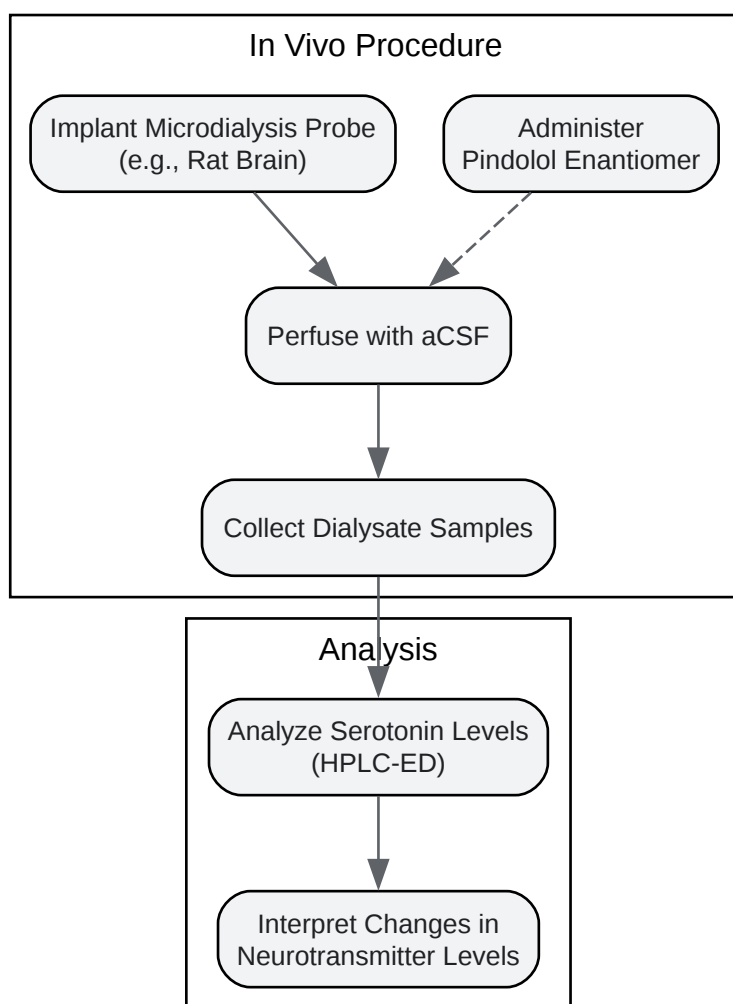 In Vivo Procedure
Implant Microdialysis Probe
(e.g., Rat Brain)
Administer
Pindolol Enantiomer
Perfuse with aCSF
Collect Dialysate Samples
Analysis
Analyze Serotonin Levels
(HPLC-ED)
Interpret Changes in
Neurotransmitter Levels